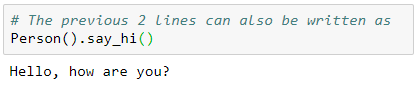 # The previous 2 lines can also be written as
Person().say_hi()
Hello, how are you?